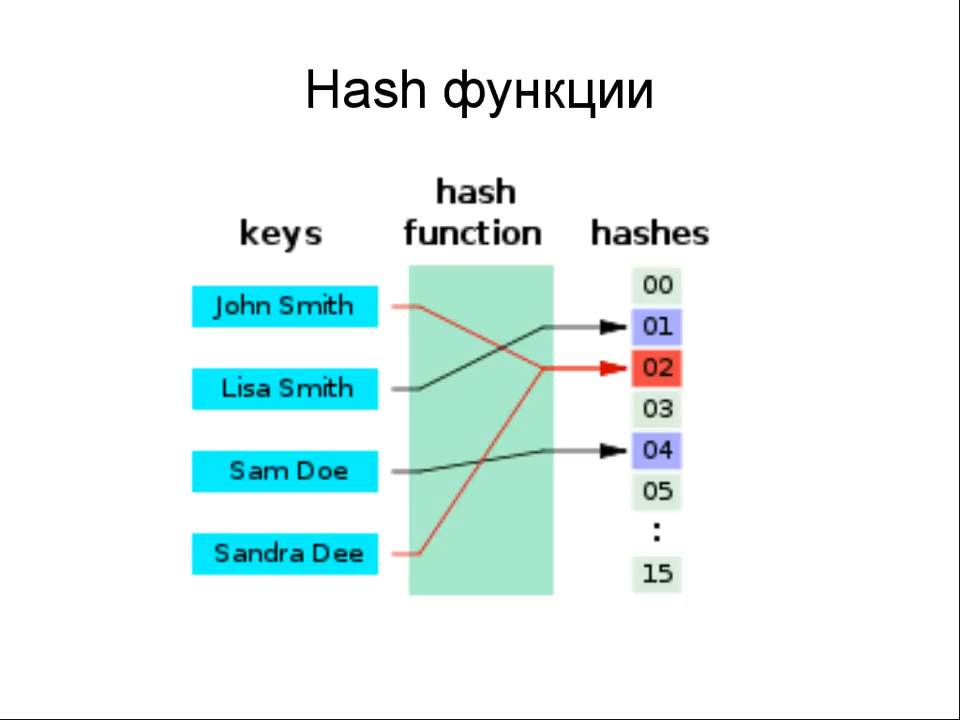 Hash функции
hash
keys function hashes
John Smith
Lisa Smith
Sam Doe
Sandra Dee
00
01
02
03
04
05
:
15